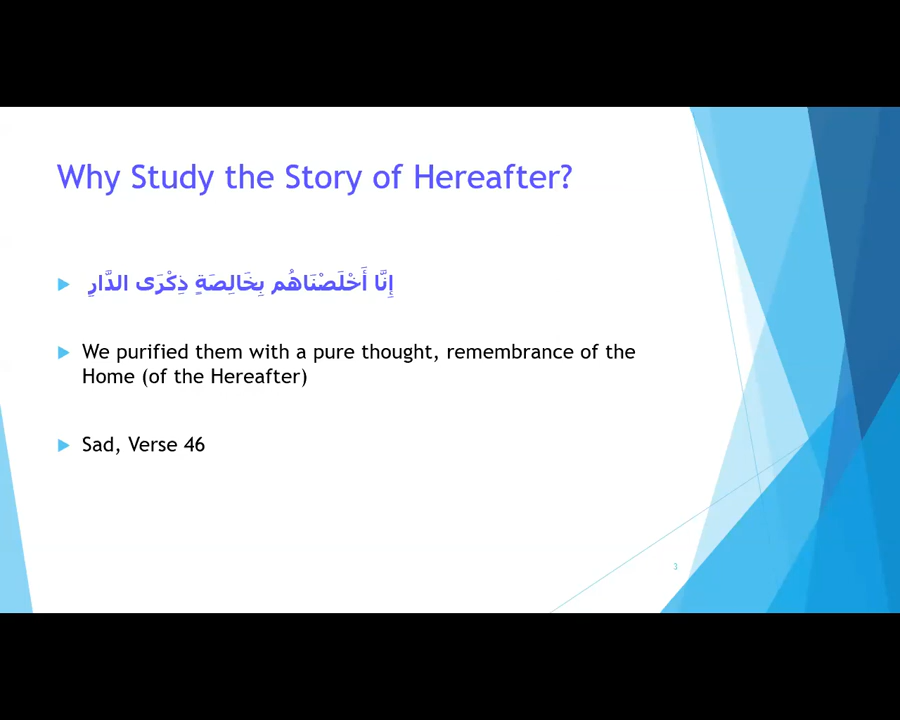 Why Study the Story of Hereafter?
إِنَّا أَخْلَصْنَاهُم بِخَالِصَةٍ ذِكْرَى الدَّارِ
We purified them with a pure thought, remembrance of the
Home (of the Hereafter)
Sad, Verse 46
3